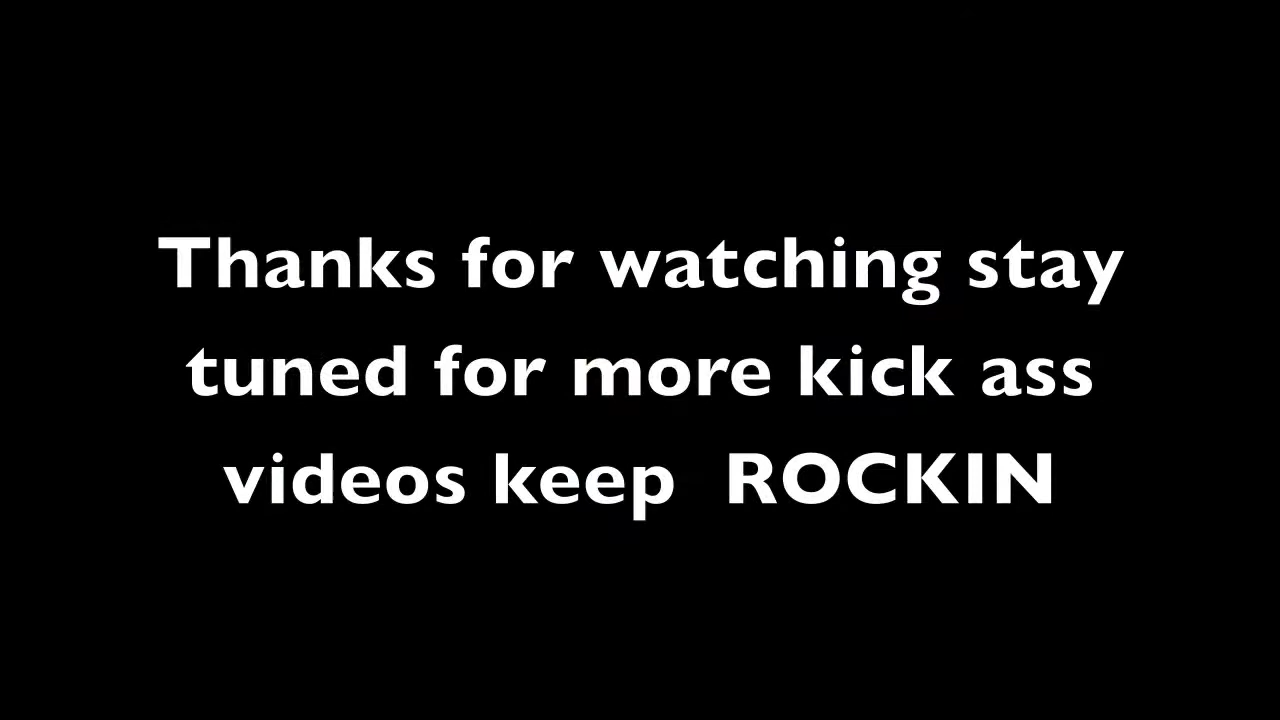 Thanks for watching stay
tuned for more kick ass
videos keep  ROCKIN